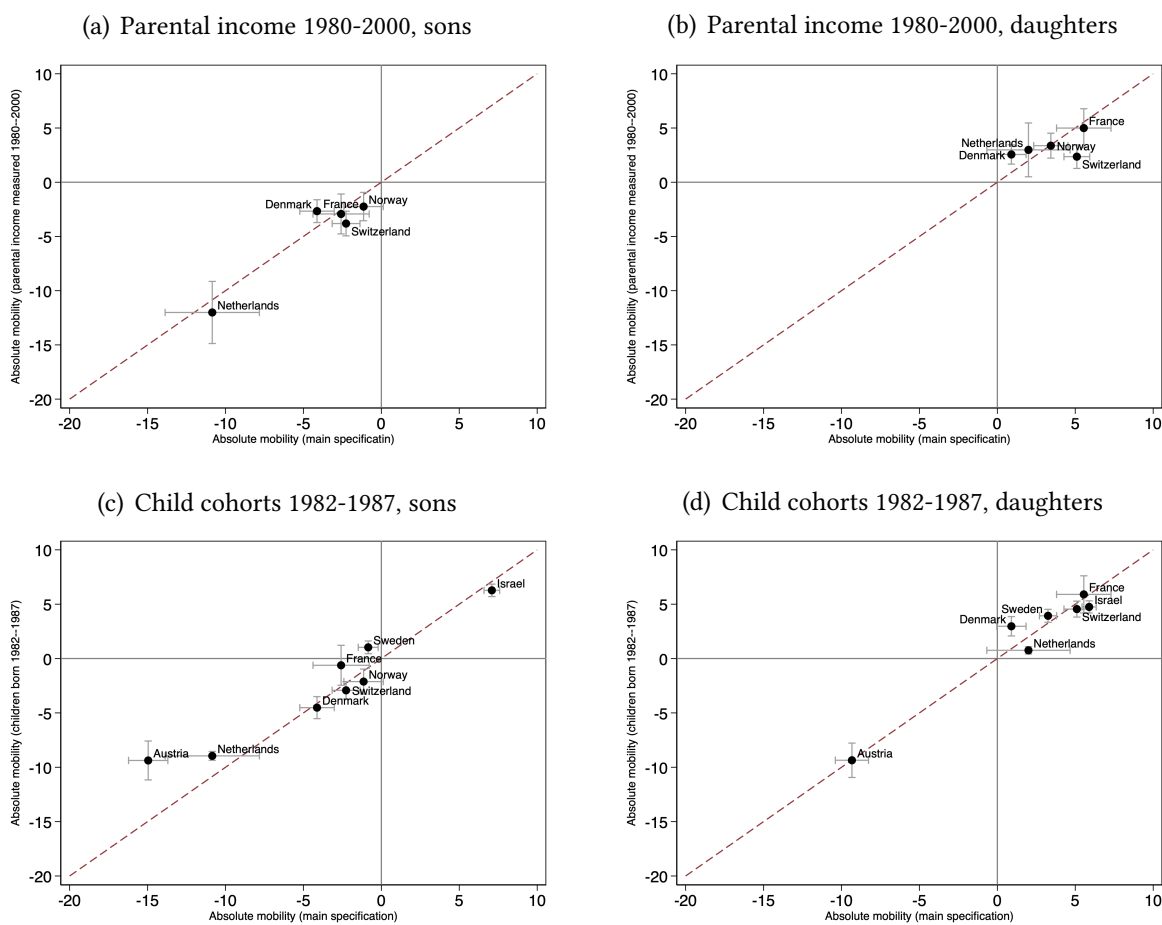 (a) Parental income 1980-2000, sons
Absolute mobility (parental income measured 1980--2000)
10
5
0
-5
-10
-15
-20
Denmark
France
Norway
Switzerland
Netherlands
-20
-15
-10
-5
0
5
10
Absolute mobility (main specificatin)
(b) Parental income 1980-2000, daughters
Absolute mobility (parental income measured 1980--2000)
10
5
0
-5
-10
-15
-20
France
Netherlands
Norway
Denmark
Switzerland
-20
-15
-10
-5
0
5
10
Absolute mobility (main specificatin)
(c) Child cohorts 1982-1987, sons
Absolute mobility (children born 1982--1987)
10
5
0
-5
-10
-15
-20
Israel
Sweden
France
Norway
Switzerland
Denmark
Netherlands
Austria
-20
-15
-10
-5
0
5
10
Absolute mobility (main specification)
(d) Child cohorts 1982-1987, daughters
Absolute mobility (children born 1982--1987)
10
5
0
-5
-10
-15
-20
France
Israel
Sweden
Switzerland
Denmark
Netherlands
Austria
-20
-15
-10
-5
0
5
10
Absolute mobility (main specification)